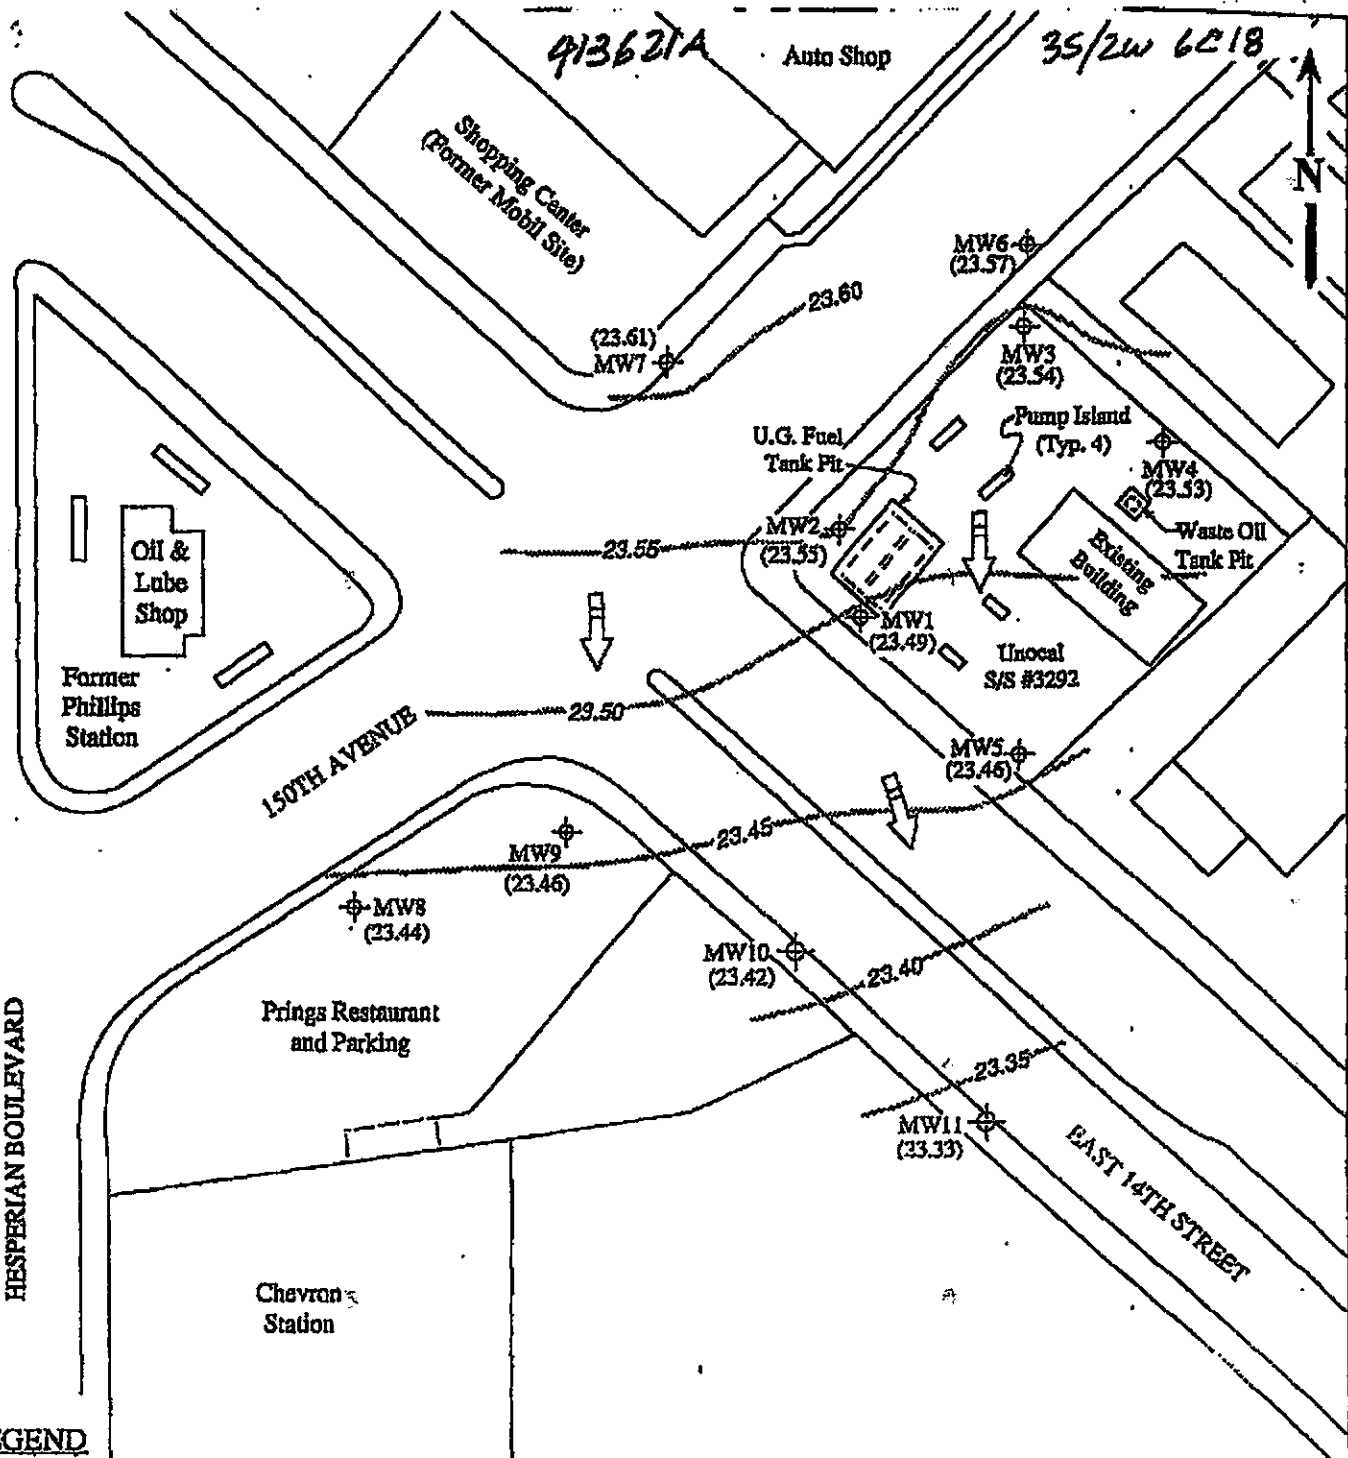 413621A
3S/2W 6C18
Auto Shop
N
Shopping Center
(Former Mobil Site)
MW6
(23.57)
23.60
(23.61)
MW7
MW3
(23.54)
Pump Island
(Typ. 4)
U.G. Fuel
Tank Pit
MW4
(23.53)
MW2
(23.55)
23.55
Waste Oil
Tank Pit
Existing
Building
Oil &
Lube
Shop
MW1
(23.49)
Unocal
S/S #3292
Former
Phillips
Station
23.50
150TH AVENUE
MW5
(23.46)
23.45
MW9
(23.46)
MW8
(23.44)
MW10
(23.42)
23.40
Prings Restaurant
and Parking
23.35
MW11
(23.33)
EAST 14TH STREET
HESPERIAN BOULEVARD
Chevron
Station
EGEND